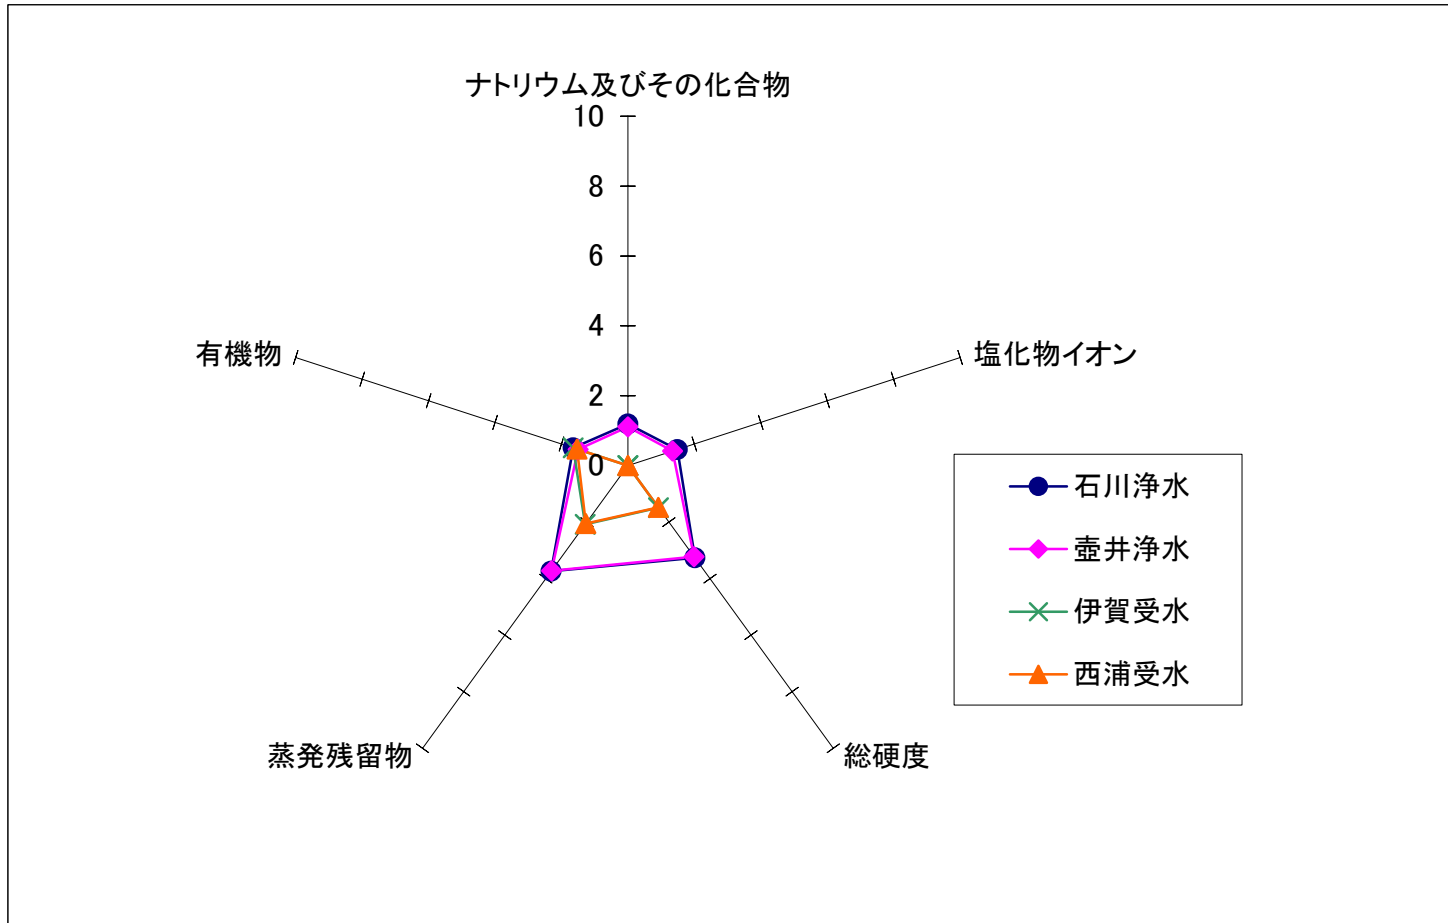 ナトリウム及びその化合物
10
8
6
4
2
0
有機物
塩化物イオン
蒸発残留物
総硬度
石川浄水
壺井浄水
伊賀受水
西浦受水